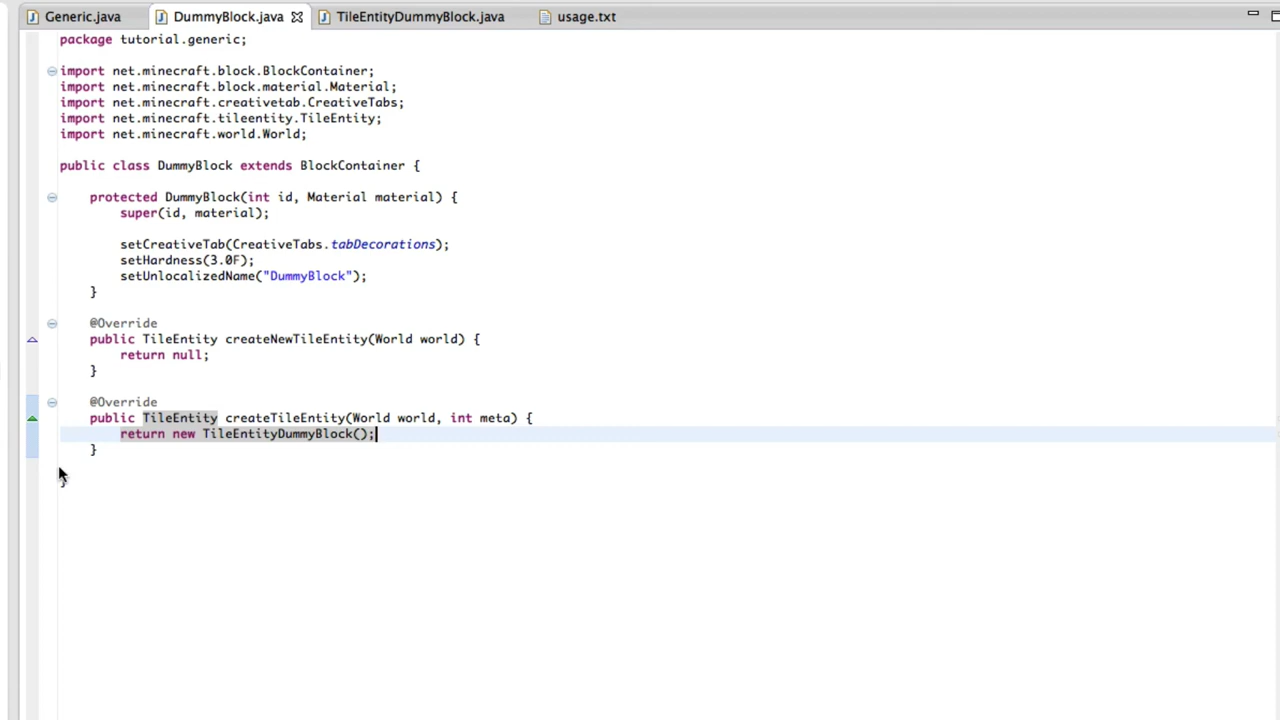 Generic.java DummyBlock.java TileEntityDummyBlock.java usage.txt
package tutorial.generic;
import net.minecraft.block.BlockContainer;
import net.minecraft.block.material.Material;
import net.minecraft.creativetab.CreativeTabs;
import net.minecraft.tileentity.TileEntity;
import net.minecraft.world.World;
public class DummyBlock extends BlockContainer {
protected DummyBlock(int id, Material material) {
super(id, material);
setCreativeTab(CreativeTabs.tabDecorations);
setHardness(3.0F);
setUnlocalizedName("DummyBlock");
}
@Override
public TileEntity createNewTileEntity(World world) {
return null;
}
@Override
public TileEntity createTileEntity(World world, int meta) {
return new TileEntityDummyBlock();
}
}